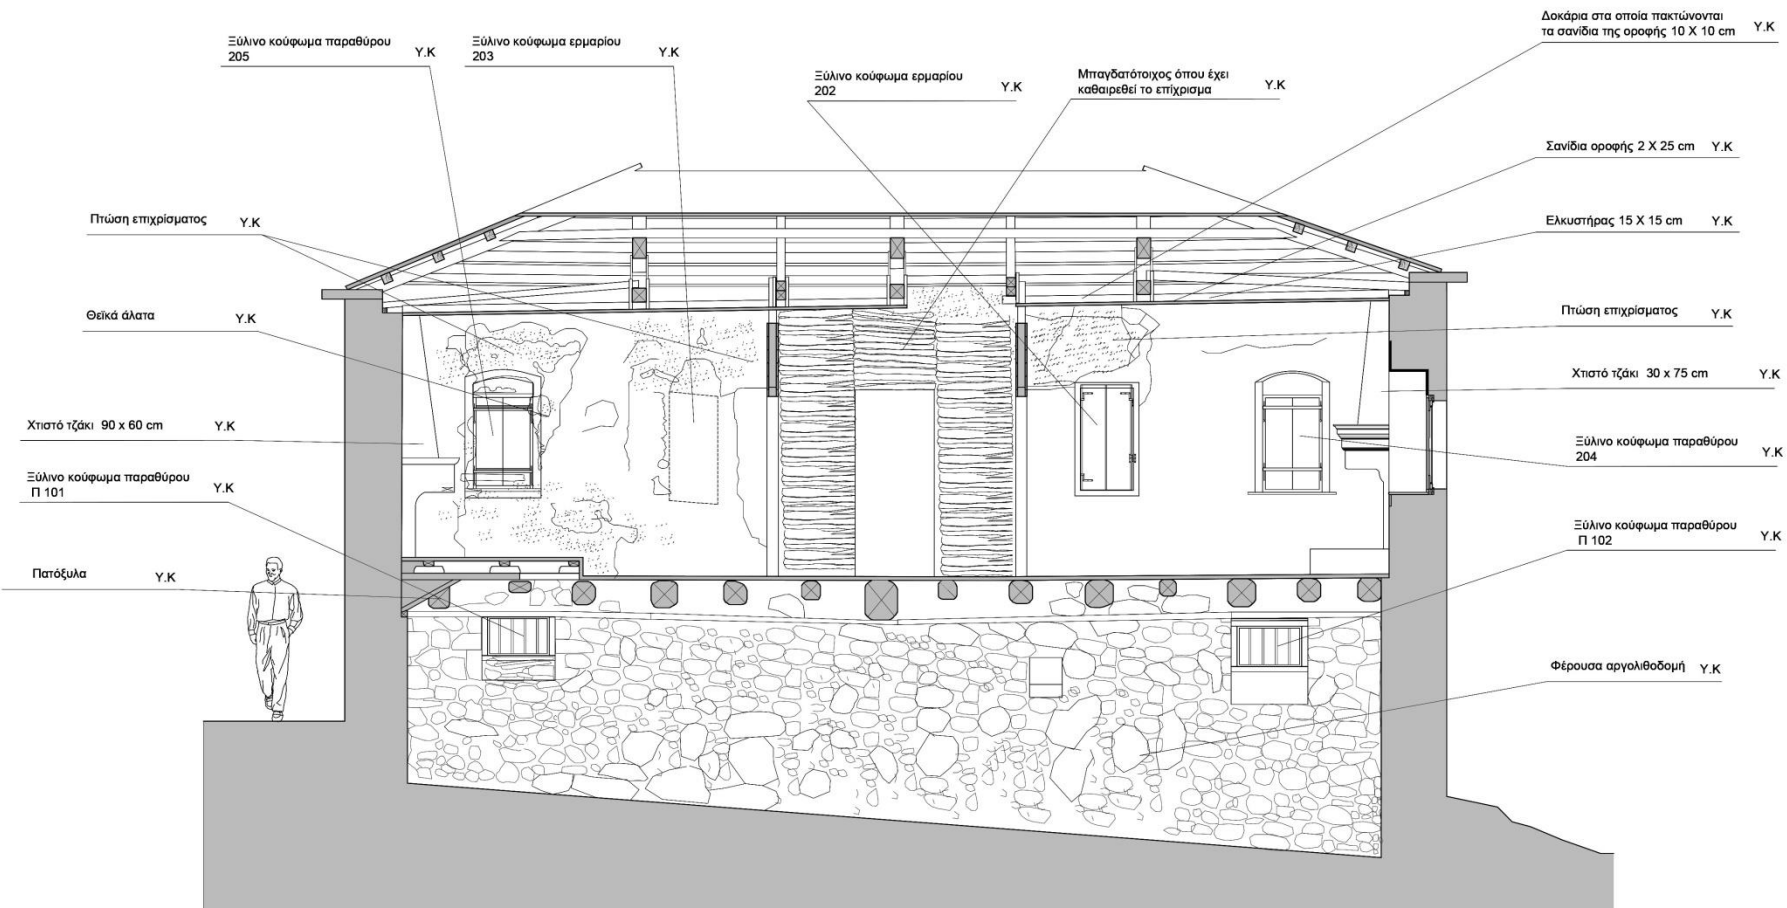 Δοκάρια στα οποία πακτώνονται
τα σανίδια της οροφής 10 X 10 cm Υ.Κ
Ξύλινο κούφωμα παραθύρου
205 Υ.Κ
Ξύλινο κούφωμα ερμαρίου
203 Υ.Κ
Ξύλινο κούφωμα ερμαρίου
202 Υ.Κ
Μπαγδατότοιχος όπου έχει
καθαιρεθεί το επίχρισμα Υ.Κ
Σανίδια οροφής 2 X 25 cm Υ.Κ
Πτώση επιχρίσματος Υ.Κ
Ελκυστήρας 15 X 15 cm Υ.Κ
Θεϊκά άλατα Υ.Κ
Πτώση επιχρίσματος Υ.Κ
Χτιστό τζάκι 30 x 75 cm Υ.Κ
Χτιστό τζάκι 90 x 60 cm Υ.Κ
Ξύλινο κούφωμα παραθύρου
204 Υ.Κ
Ξύλινο κούφωμα παραθύρου
Π 101 Υ.Κ
Ξύλινο κούφωμα παραθύρου
Π 102 Υ.Κ
Πατόξυλα Υ.Κ
Φέρουσα αργολιθοδομή Υ.Κ